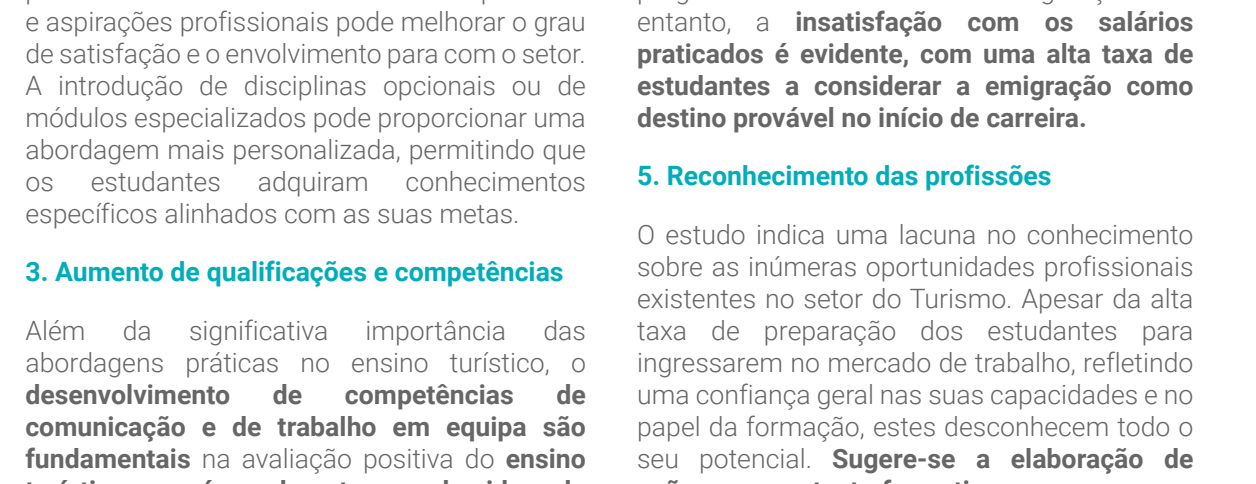 e aspirações profissionais pode melhorar o grau
de satisfação e o envolvimento para com o setor.
A introdução de disciplinas opcionais ou de
módulos especializados pode proporcionar uma
abordagem mais personalizada, permitindo que
os estudantes adquiram conhecimentos
específicos alinhados com as suas metas.
3. Aumento de qualificações e competências
Além da significativa importância das
abordagens práticas no ensino turístico, o
desenvolvimento de competências de
comunicação e de trabalho em equipa são
fundamentais na avaliação positiva do ensino
entanto, a insatisfação com os salários
praticados é evidente, com uma alta taxa de
estudantes a considerar a emigração como
destino provável no início de carreira.
5. Reconhecimento das profissões
O estudo indica uma lacuna no conhecimento
sobre as inúmeras oportunidades profissionais
existentes no setor do Turismo. Apesar da alta
taxa de preparação dos estudantes para
ingressarem no mercado de trabalho, refletindo
uma confiança geral nas suas capacidades e no
papel da formação, estes desconhecem todo o
seu potencial. Sugere-se a elaboração de